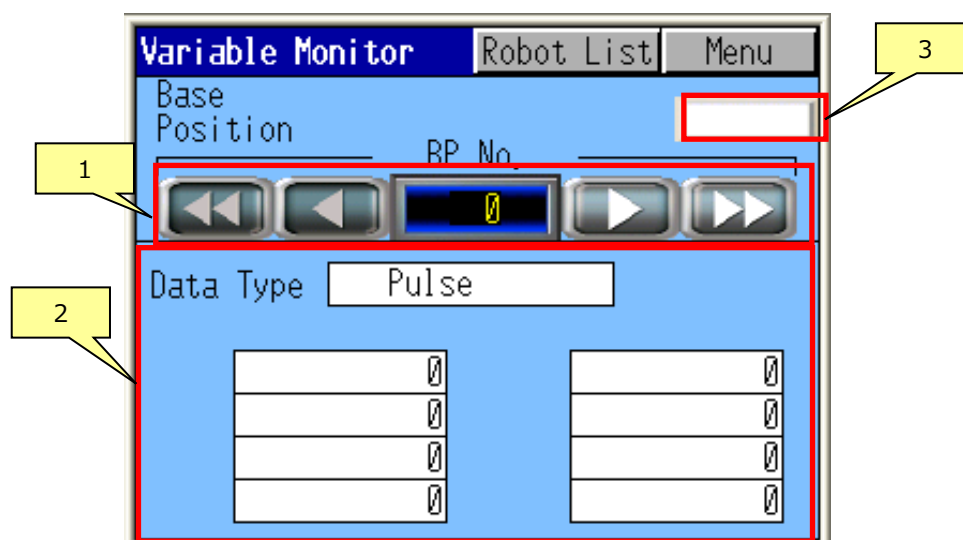 Variable Monitor Robot List Menu
3
Base
Position
BP No.
1
0
Data Type Pulse
2
0 0
0 0
0 0
0 0